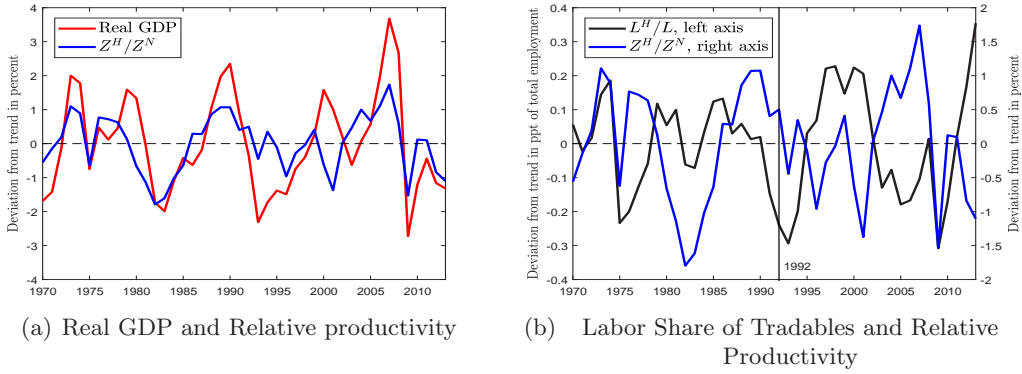 Deviation from trend in percent
4
3
2
1
0
-1
-2
-3
-4
Real GDP
Z^H/Z^N
1970 1975 1980 1985 1990 1995 2000 2005 2010
(a) Real GDP and Relative productivity
Deviation from trend in ppt of total employment
0.4
0.3
0.2
0.1
0
-0.1
-0.2
-0.3
-0.4
L^H/L, left axis
Z^H/Z^N, right axis
1992
2
1.5
1
0.5
0
-0.5
-1
-1.5
-2
Deviation from trend in percent
1970 1975 1980 1985 1990 1995 2000 2005 2010
(b) Labor Share of Tradables and Relative
Productivity